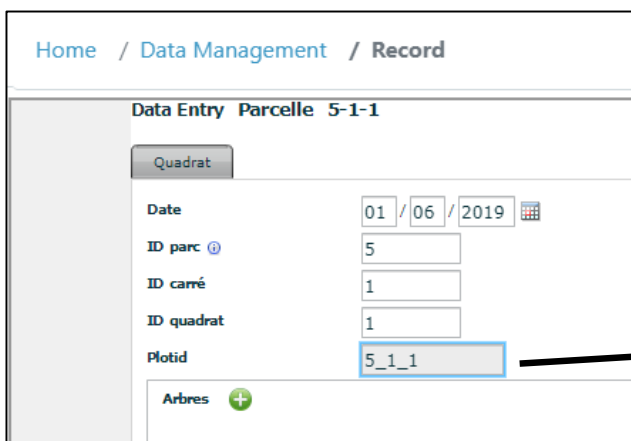 Home / Data Management / Record
Data Entry Parcelle 5-1-1
Quadrat
Date 01 / 06 / 2019
ID parc 5
ID carré 1
ID quadrat 1
Plotid 5_1_1
Arbres